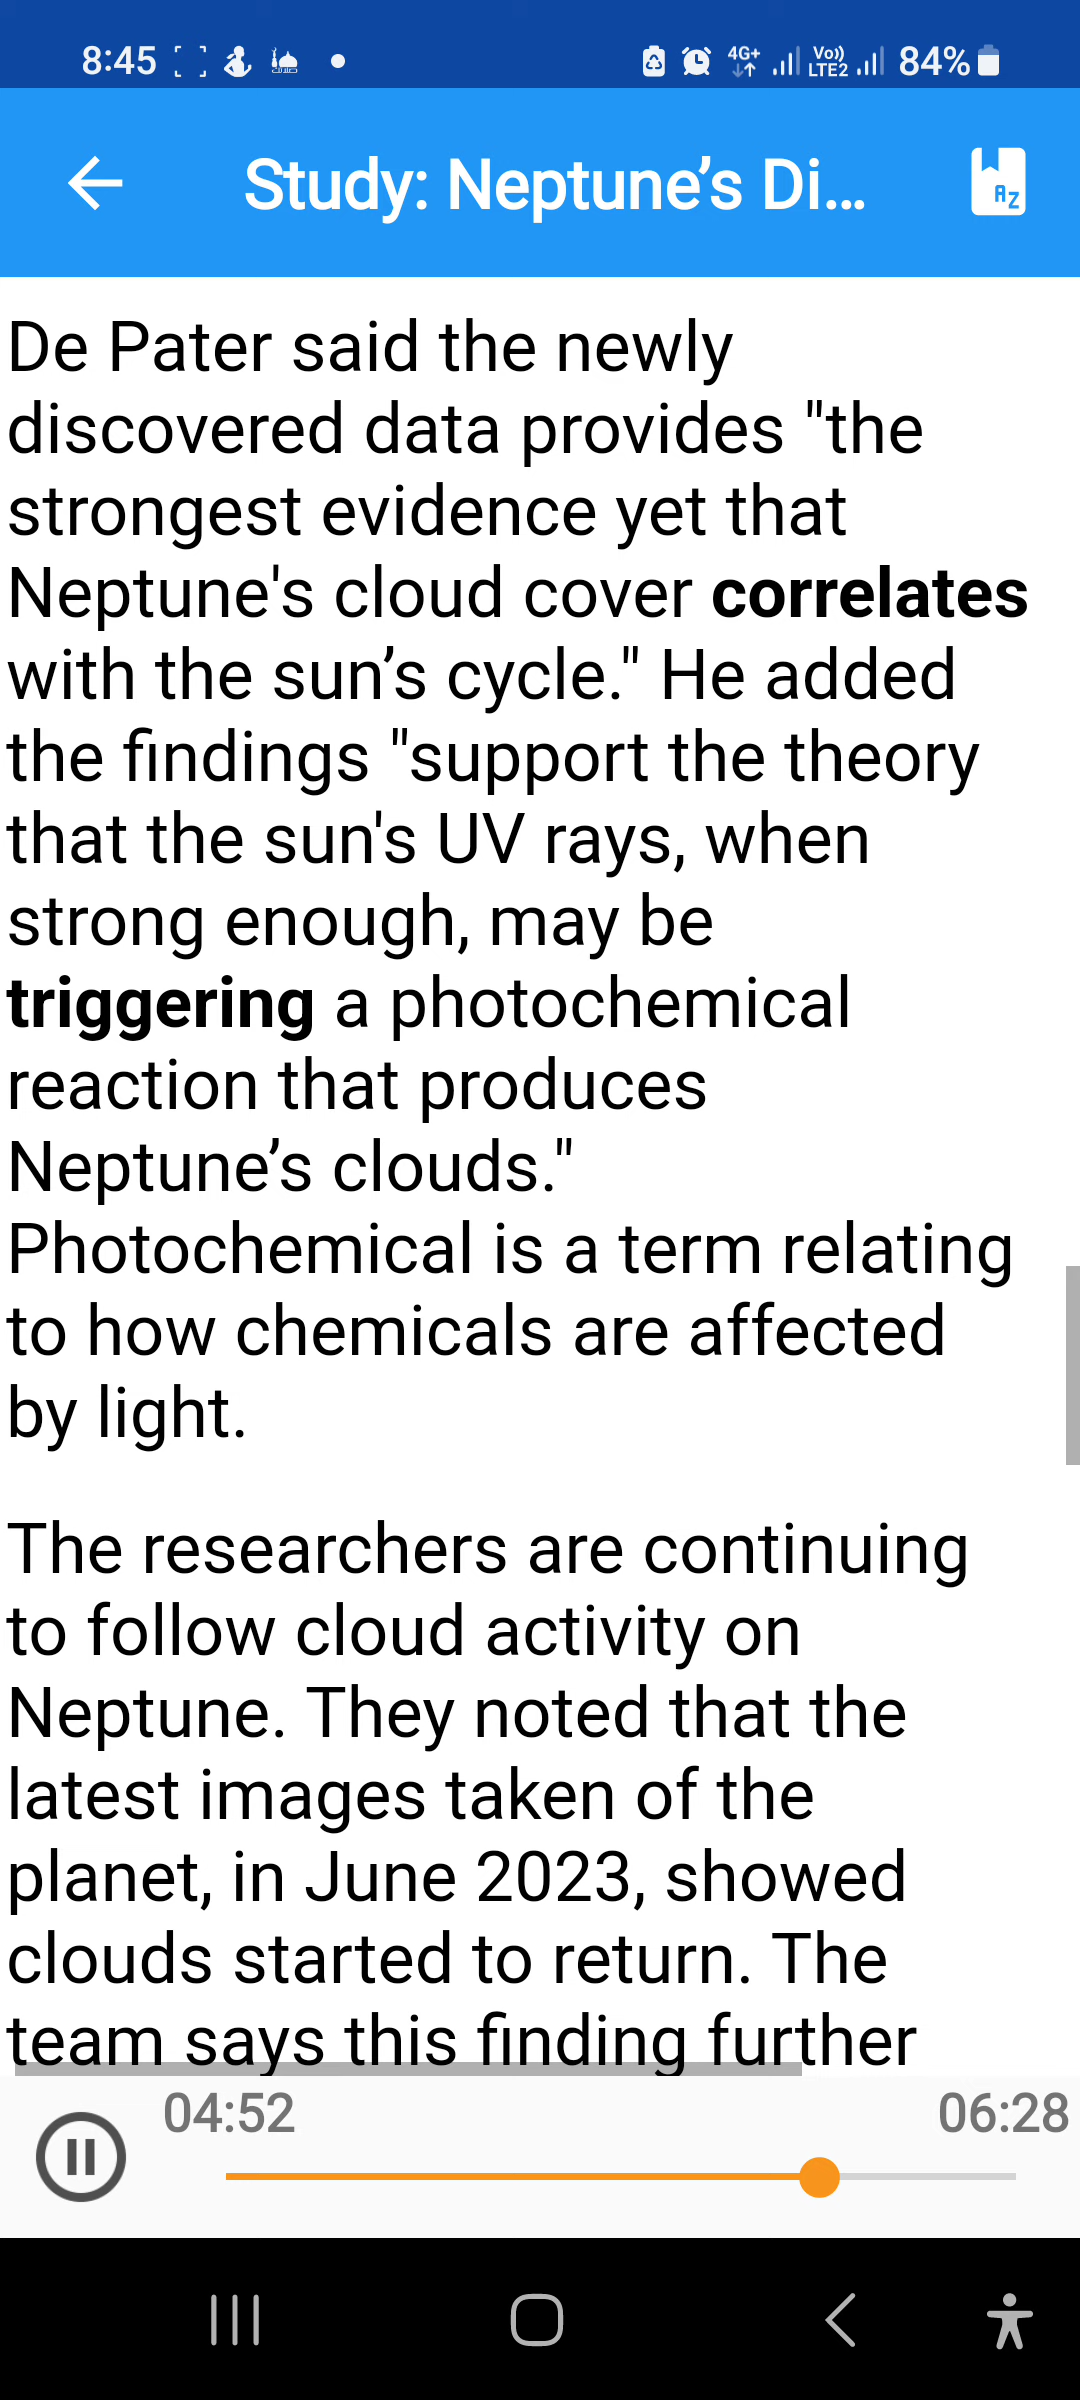 8:45
4G+
Vo))
LTE2
84%
Study: Neptune’s Di...
AZ
De Pater said the newly
discovered data provides "the
strongest evidence yet that
Neptune's cloud cover correlates
with the sun’s cycle." He added
the findings "support the theory
that the sun's UV rays, when
strong enough, may be
triggering a photochemical
reaction that produces
Neptune’s clouds."
Photochemical is a term relating
to how chemicals are affected
by light.
The researchers are continuing
to follow cloud activity on
Neptune. They noted that the
latest images taken of the
planet, in June 2023, showed
clouds started to return. The
team says this finding further
04:52
06:28